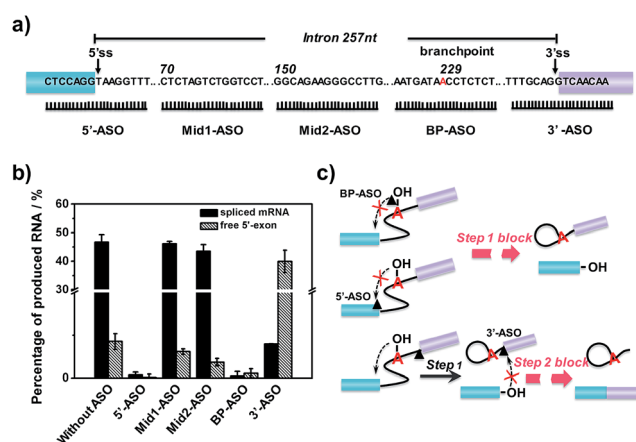 a)
Intron 257nt
5'ss
branchpoint
3'ss
70
150
229
CTCCAGGTAAGGTTT...CTCTAGTCTGGTCCT...GGCAGAAGGGCCTTG...AATGATAACCTCTCT...TTTGCAGGTCAACAA
5'-ASO
Mid1-ASO
Mid2-ASO
BP-ASO
3'-ASO
b)
Percentage of produced RNA / %
60
50
40
30
0
spliced mRNA
free 5'-exon
Without ASO
5'-ASO
Mid1-ASO
Mid2-ASO
BP-ASO
3'-ASO
c)
BP-ASO
OH
A
Step 1 block
A
OH
5'-ASO
OH
A
OH
A
Step 1
3'-ASO
A
OH
Step 2 block
A